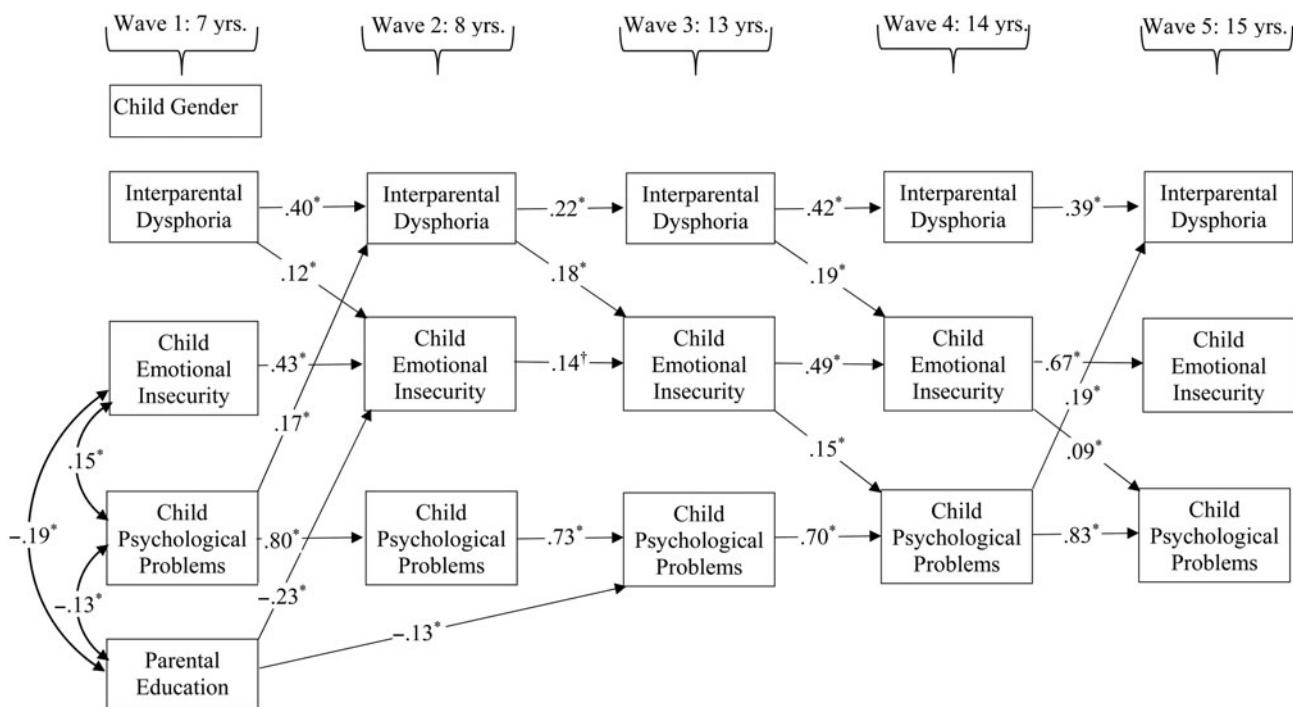 Wave 1: 7 yrs.
Wave 2: 8 yrs.
Wave 3: 13 yrs.
Wave 4: 14 yrs.
Wave 5: 15 yrs.
Child Gender
Interparental
Dysphoria
.40*
Interparental
Dysphoria
.22*
Interparental
Dysphoria
.42*
Interparental
Dysphoria
.39*
Interparental
Dysphoria
.12*
.18*
.19*
Child
Emotional
Insecurity
.43*
Child
Emotional
Insecurity
.14†
Child
Emotional
Insecurity
.49*
Child
Emotional
Insecurity
.67*
Child
Emotional
Insecurity
.17*
.19*
.15*
.15*
.09*
−.19*
Child
Psychological
Problems
.80*
Child
Psychological
Problems
.73*
Child
Psychological
Problems
.70*
Child
Psychological
Problems
.83*
Child
Psychological
Problems
−.13*
−.23*
−.13*
Parental
Education